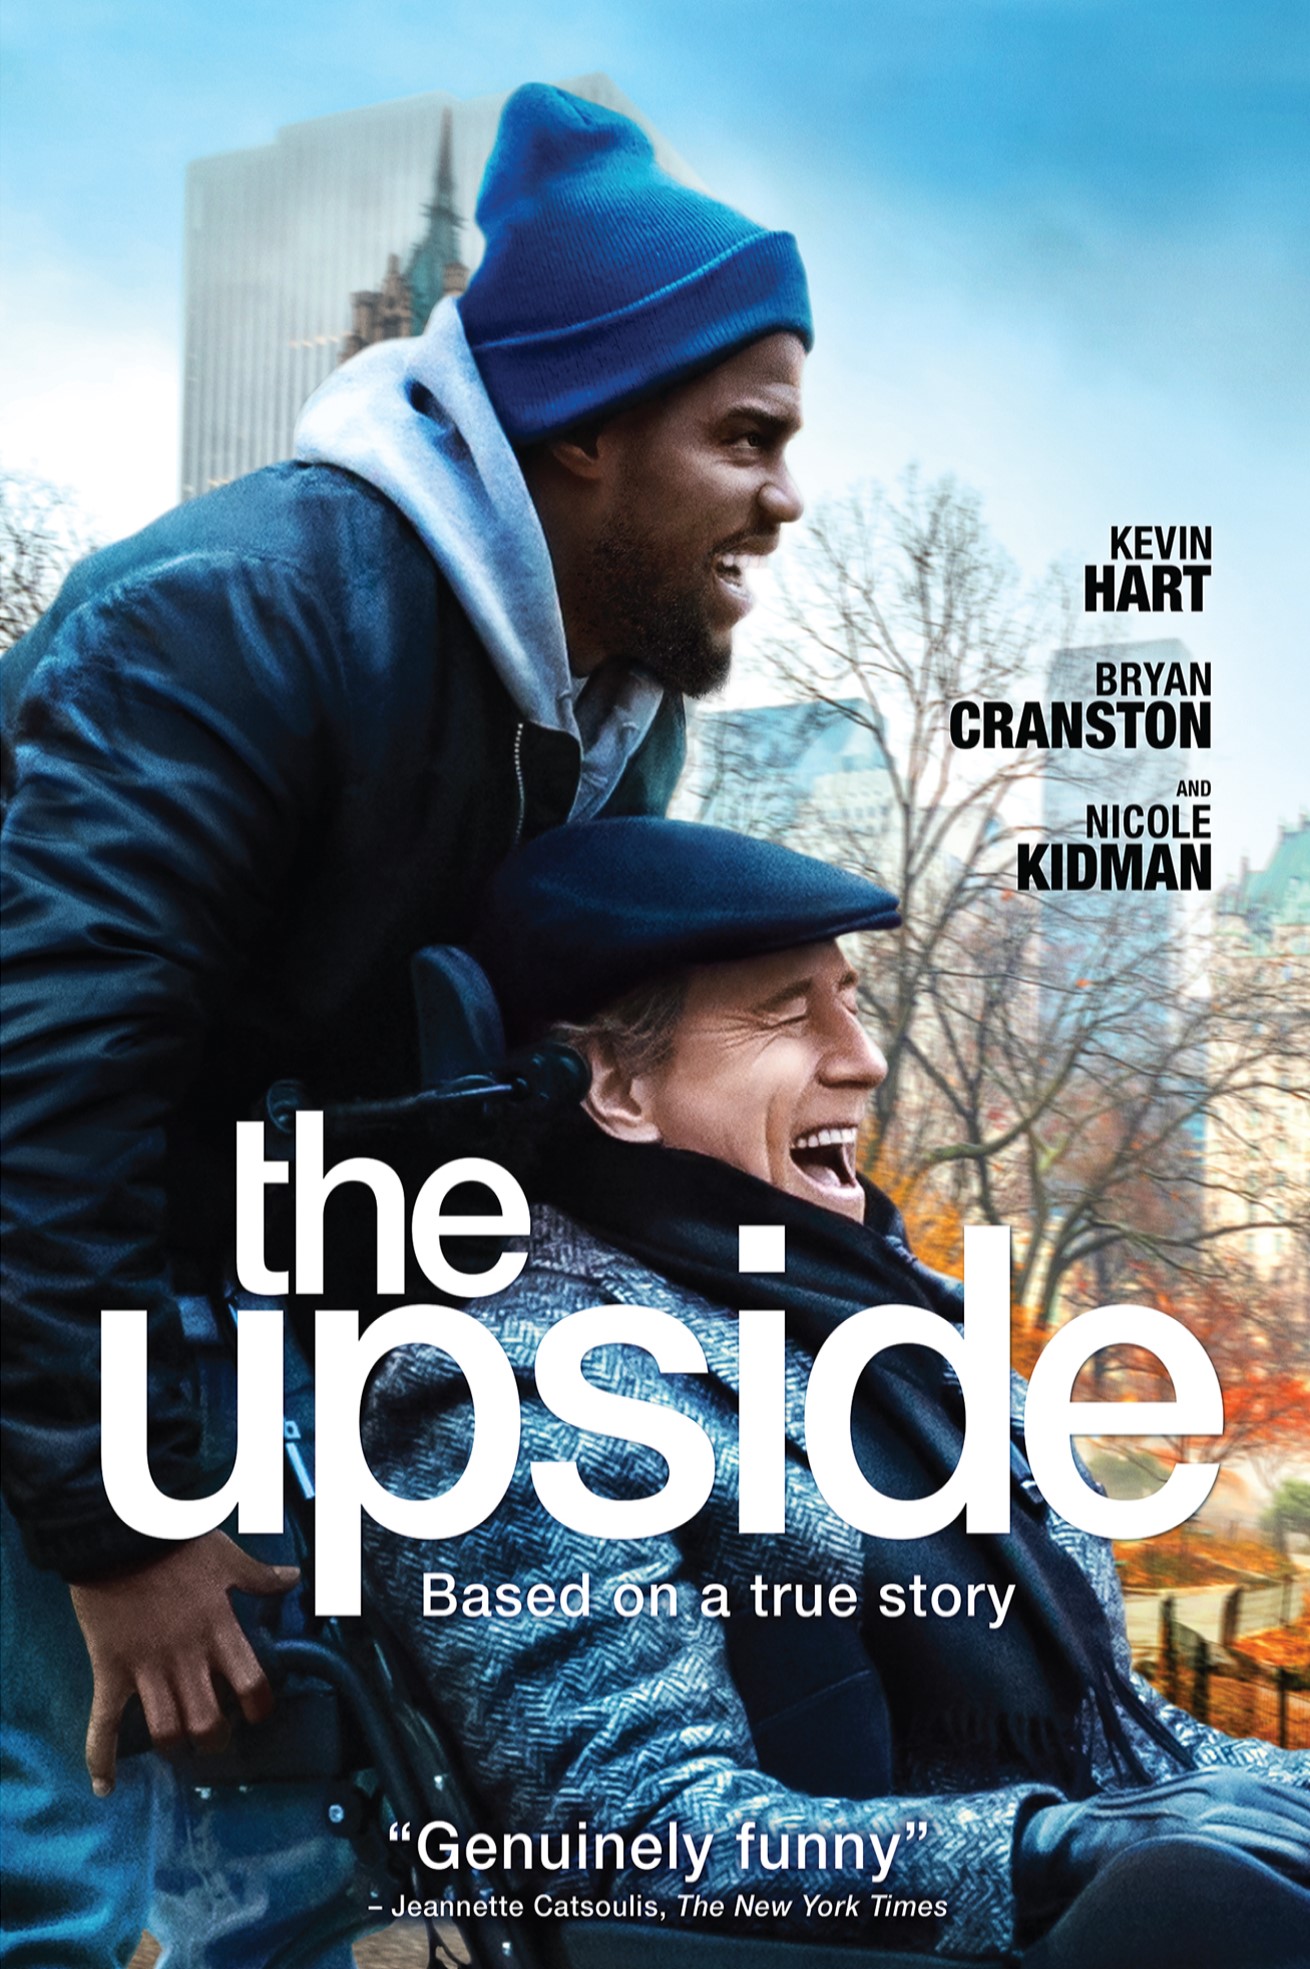 KEVIN
HART
BRYAN
CRANSTON
AND
NICOLE
KIDMAN
the
upside
Based on a true story
“Genuinely funny”
– Jeannette Catsoulis, The New York Times